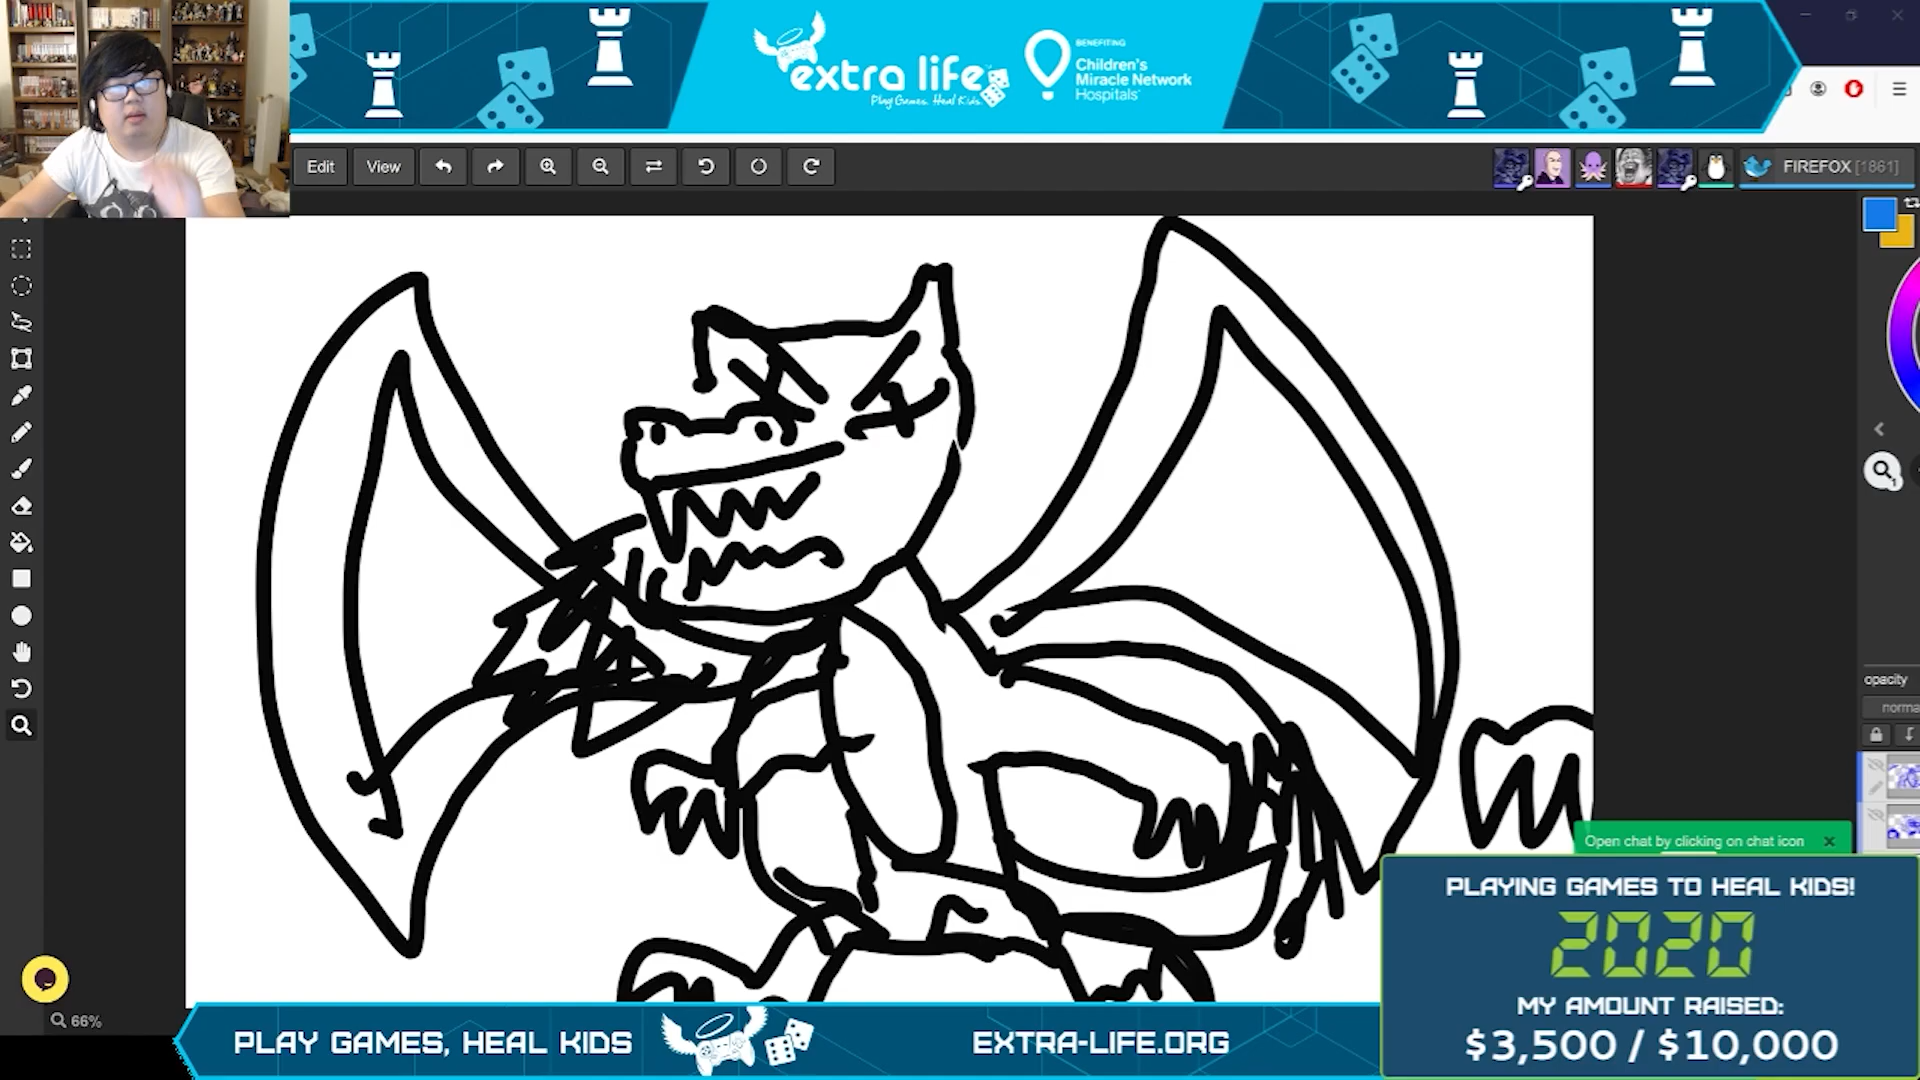 extra life
Play Games. Heal Kids.
BENEFITING
Children's
Miracle Network
Hospitals
Edit
View
FIREFOX [1861]
opacity
norma
Open chat by clicking on chat icon
66%
PLAYING GAMES TO HEAL KIDS!
2020
MY AMOUNT RAISED:
$3,500 / $10,000
PLAY GAMES, HEAL KIDS
EXTRA-LIFE.ORG